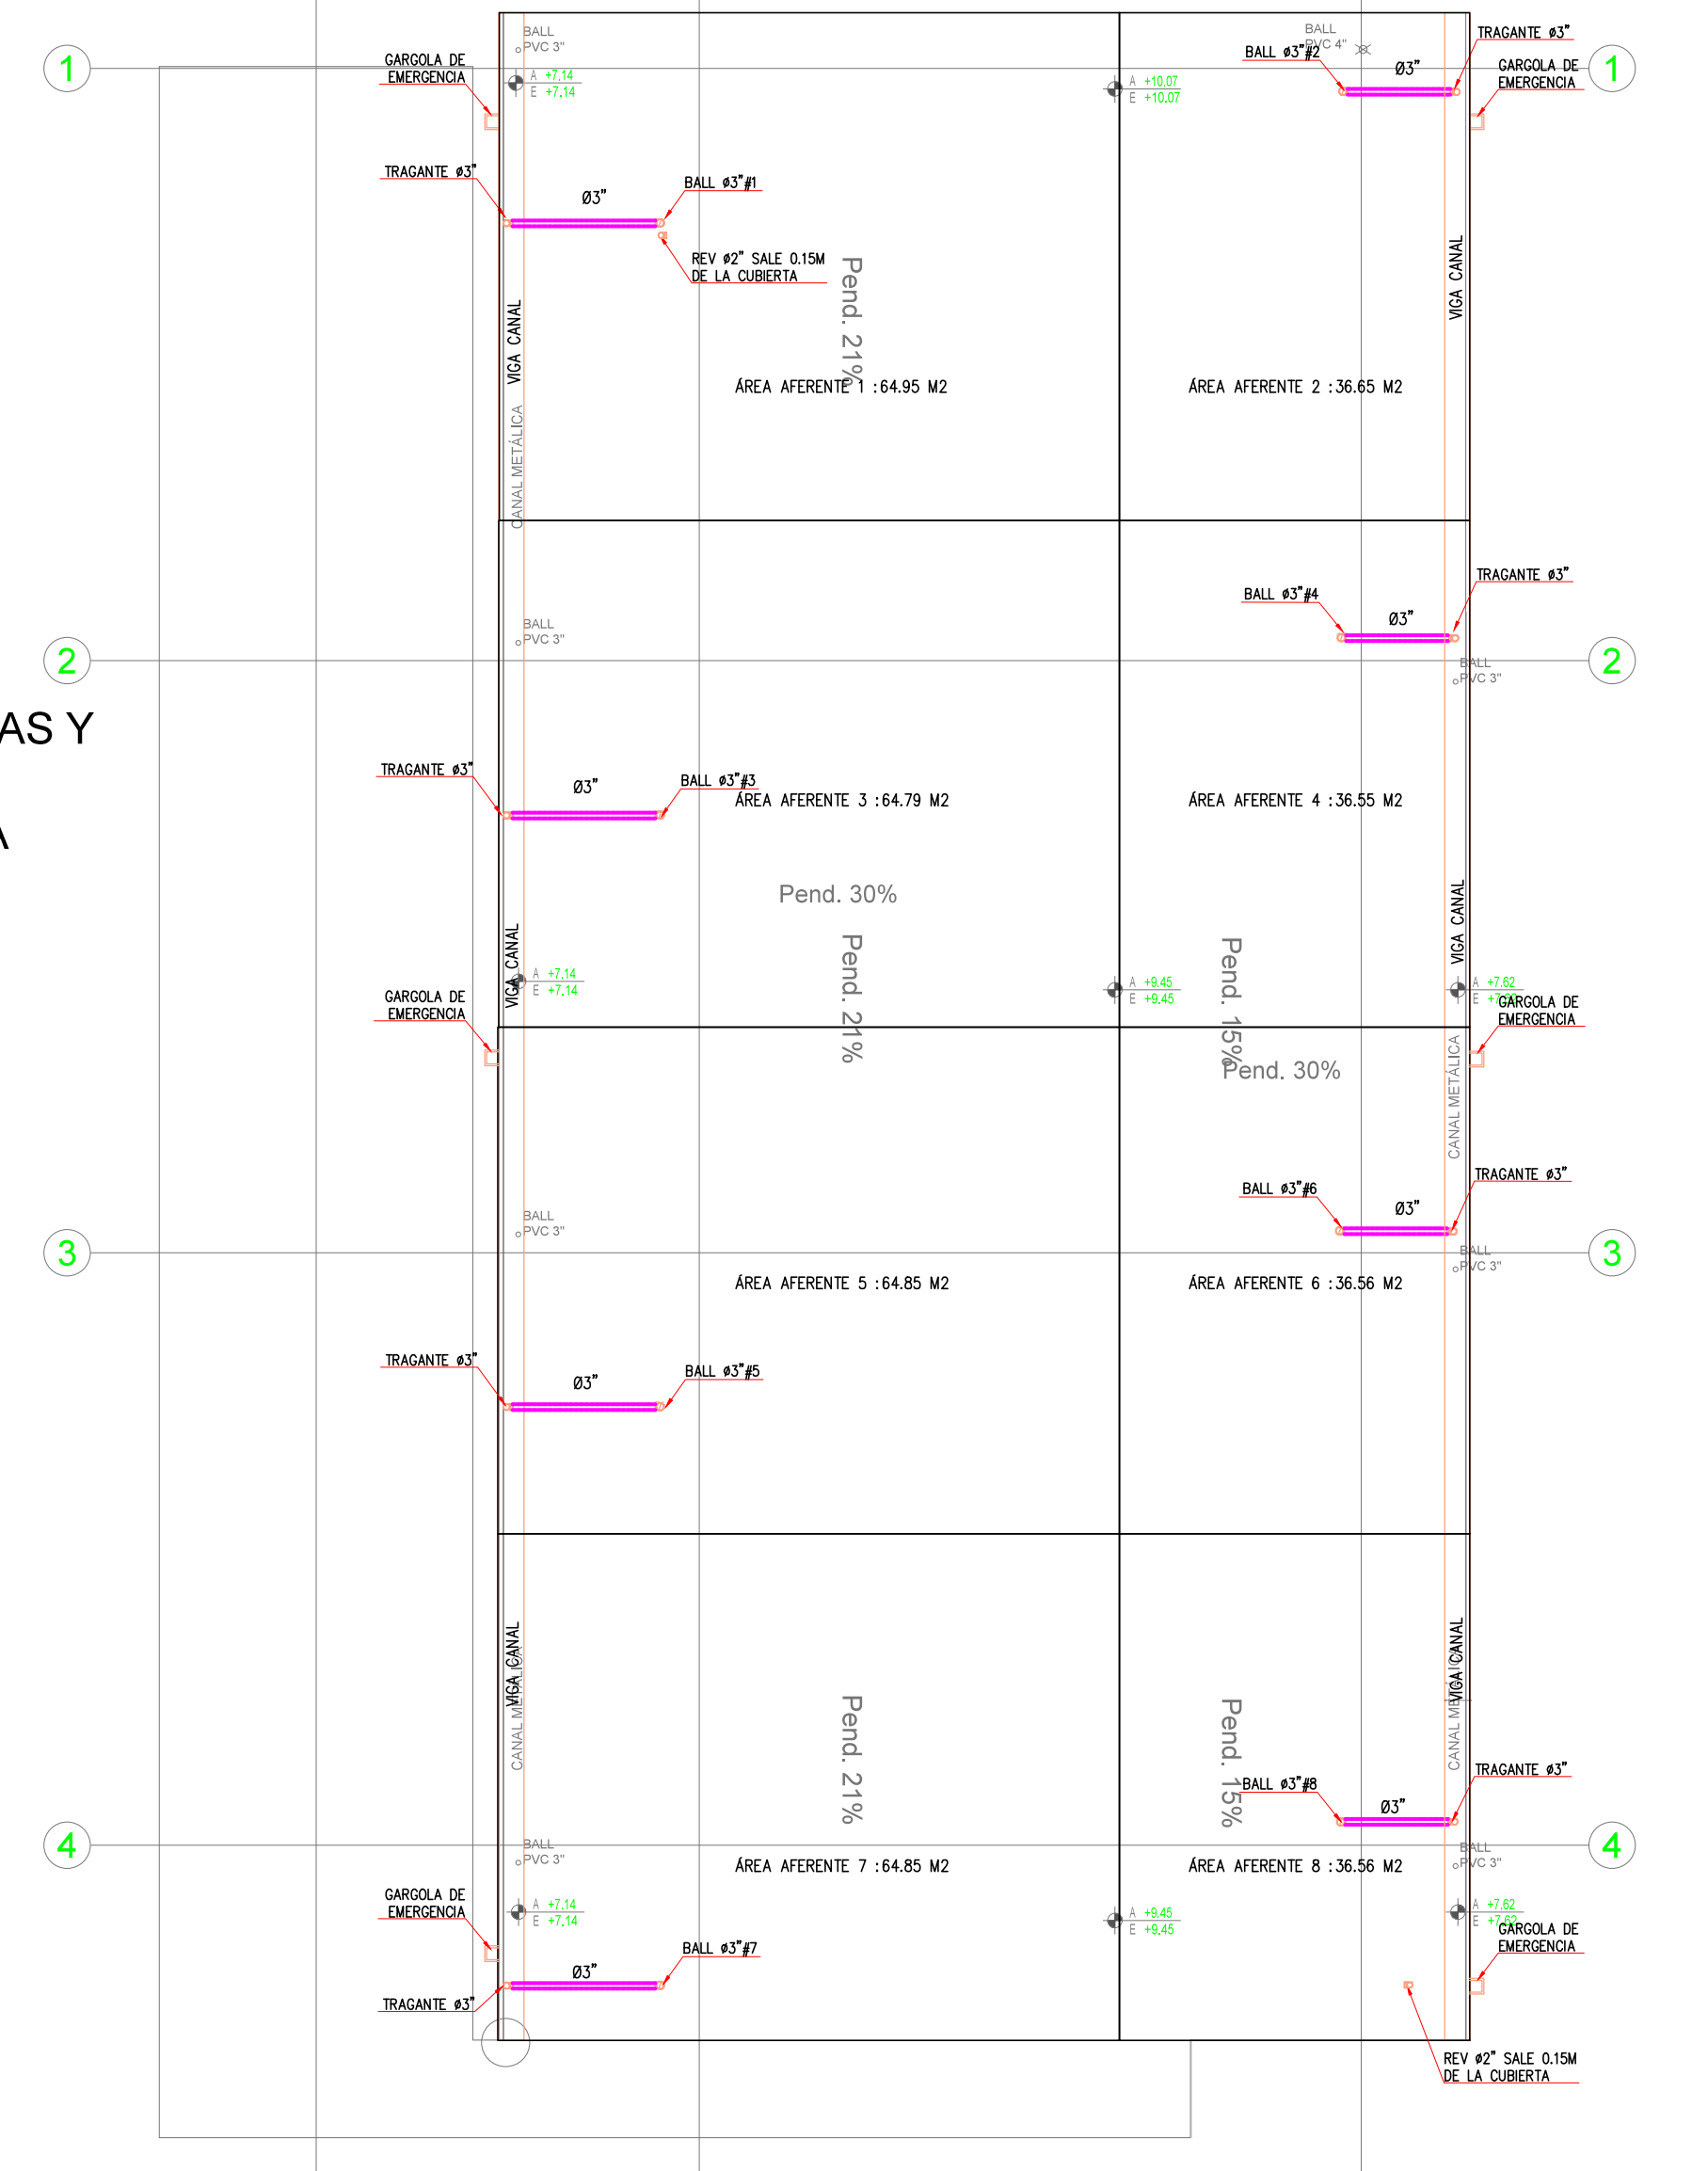 BALL
PVC 3"
BALL
PVC 4"
TRAGANTE ø3"
GARGOLA DE
EMERGENCIA
BALL ø3"#2
Ø3"
GARGOLA DE
EMERGENCIA
1
1
A +7.14
E +7.14
A +10.07
E +10.07
TRAGANTE ø3"
Ø3"
BALL ø3"#1
REV ø2" SALE 0.15M
DE LA CUBIERTA
Pend. 21%
VIGA CANAL
VIGA CANAL
CANAL METÁLICA
ÁREA AFERENTE 1 :64.95 M2
ÁREA AFERENTE 2 :36.65 M2
TRAGANTE ø3"
BALL ø3"#4
Ø3"
BALL
PVC 3"
2
2
BALL
PVC 3"
AS Y
A
TRAGANTE ø3"
Ø3"
BALL ø3"#3
ÁREA AFERENTE 3 :64.79 M2
ÁREA AFERENTE 4 :36.55 M2
Pend. 30%
VIGA CANAL
Pend. 21%
Pend. 15%
VIGA CANAL
A +7.14
E +7.14
A +9.45
E +9.45
A +7.62
E
GARGOLA DE
EMERGENCIA
GARGOLA DE
EMERGENCIA
Pend. 30%
CANAL METÁLICA
TRAGANTE ø3"
BALL ø3"#6
Ø3"
BALL
PVC 3"
3
3
BALL
PVC 3"
ÁREA AFERENTE 5 :64.85 M2
ÁREA AFERENTE 6 :36.56 M2
TRAGANTE ø3"
Ø3"
BALL ø3"#5
VIGA CANAL
CANAL METÁLICA
VIGA CANAL
CANAL METÁLICA
Pend. 21%
Pend. 15%
TRAGANTE ø3"
BALL ø3"#8
Ø3"
BALL
PVC 3"
4
4
BALL
PVC 3"
ÁREA AFERENTE 7 :64.85 M2
ÁREA AFERENTE 8 :36.56 M2
GARGOLA DE
EMERGENCIA
A +7.14
E +7.14
A +9.45
E +9.45
A +7.62
E +7.62
GARGOLA DE
EMERGENCIA
BALL ø3"#7
Ø3"
TRAGANTE ø3"
REV ø2" SALE 0.15M
DE LA CUBIERTA